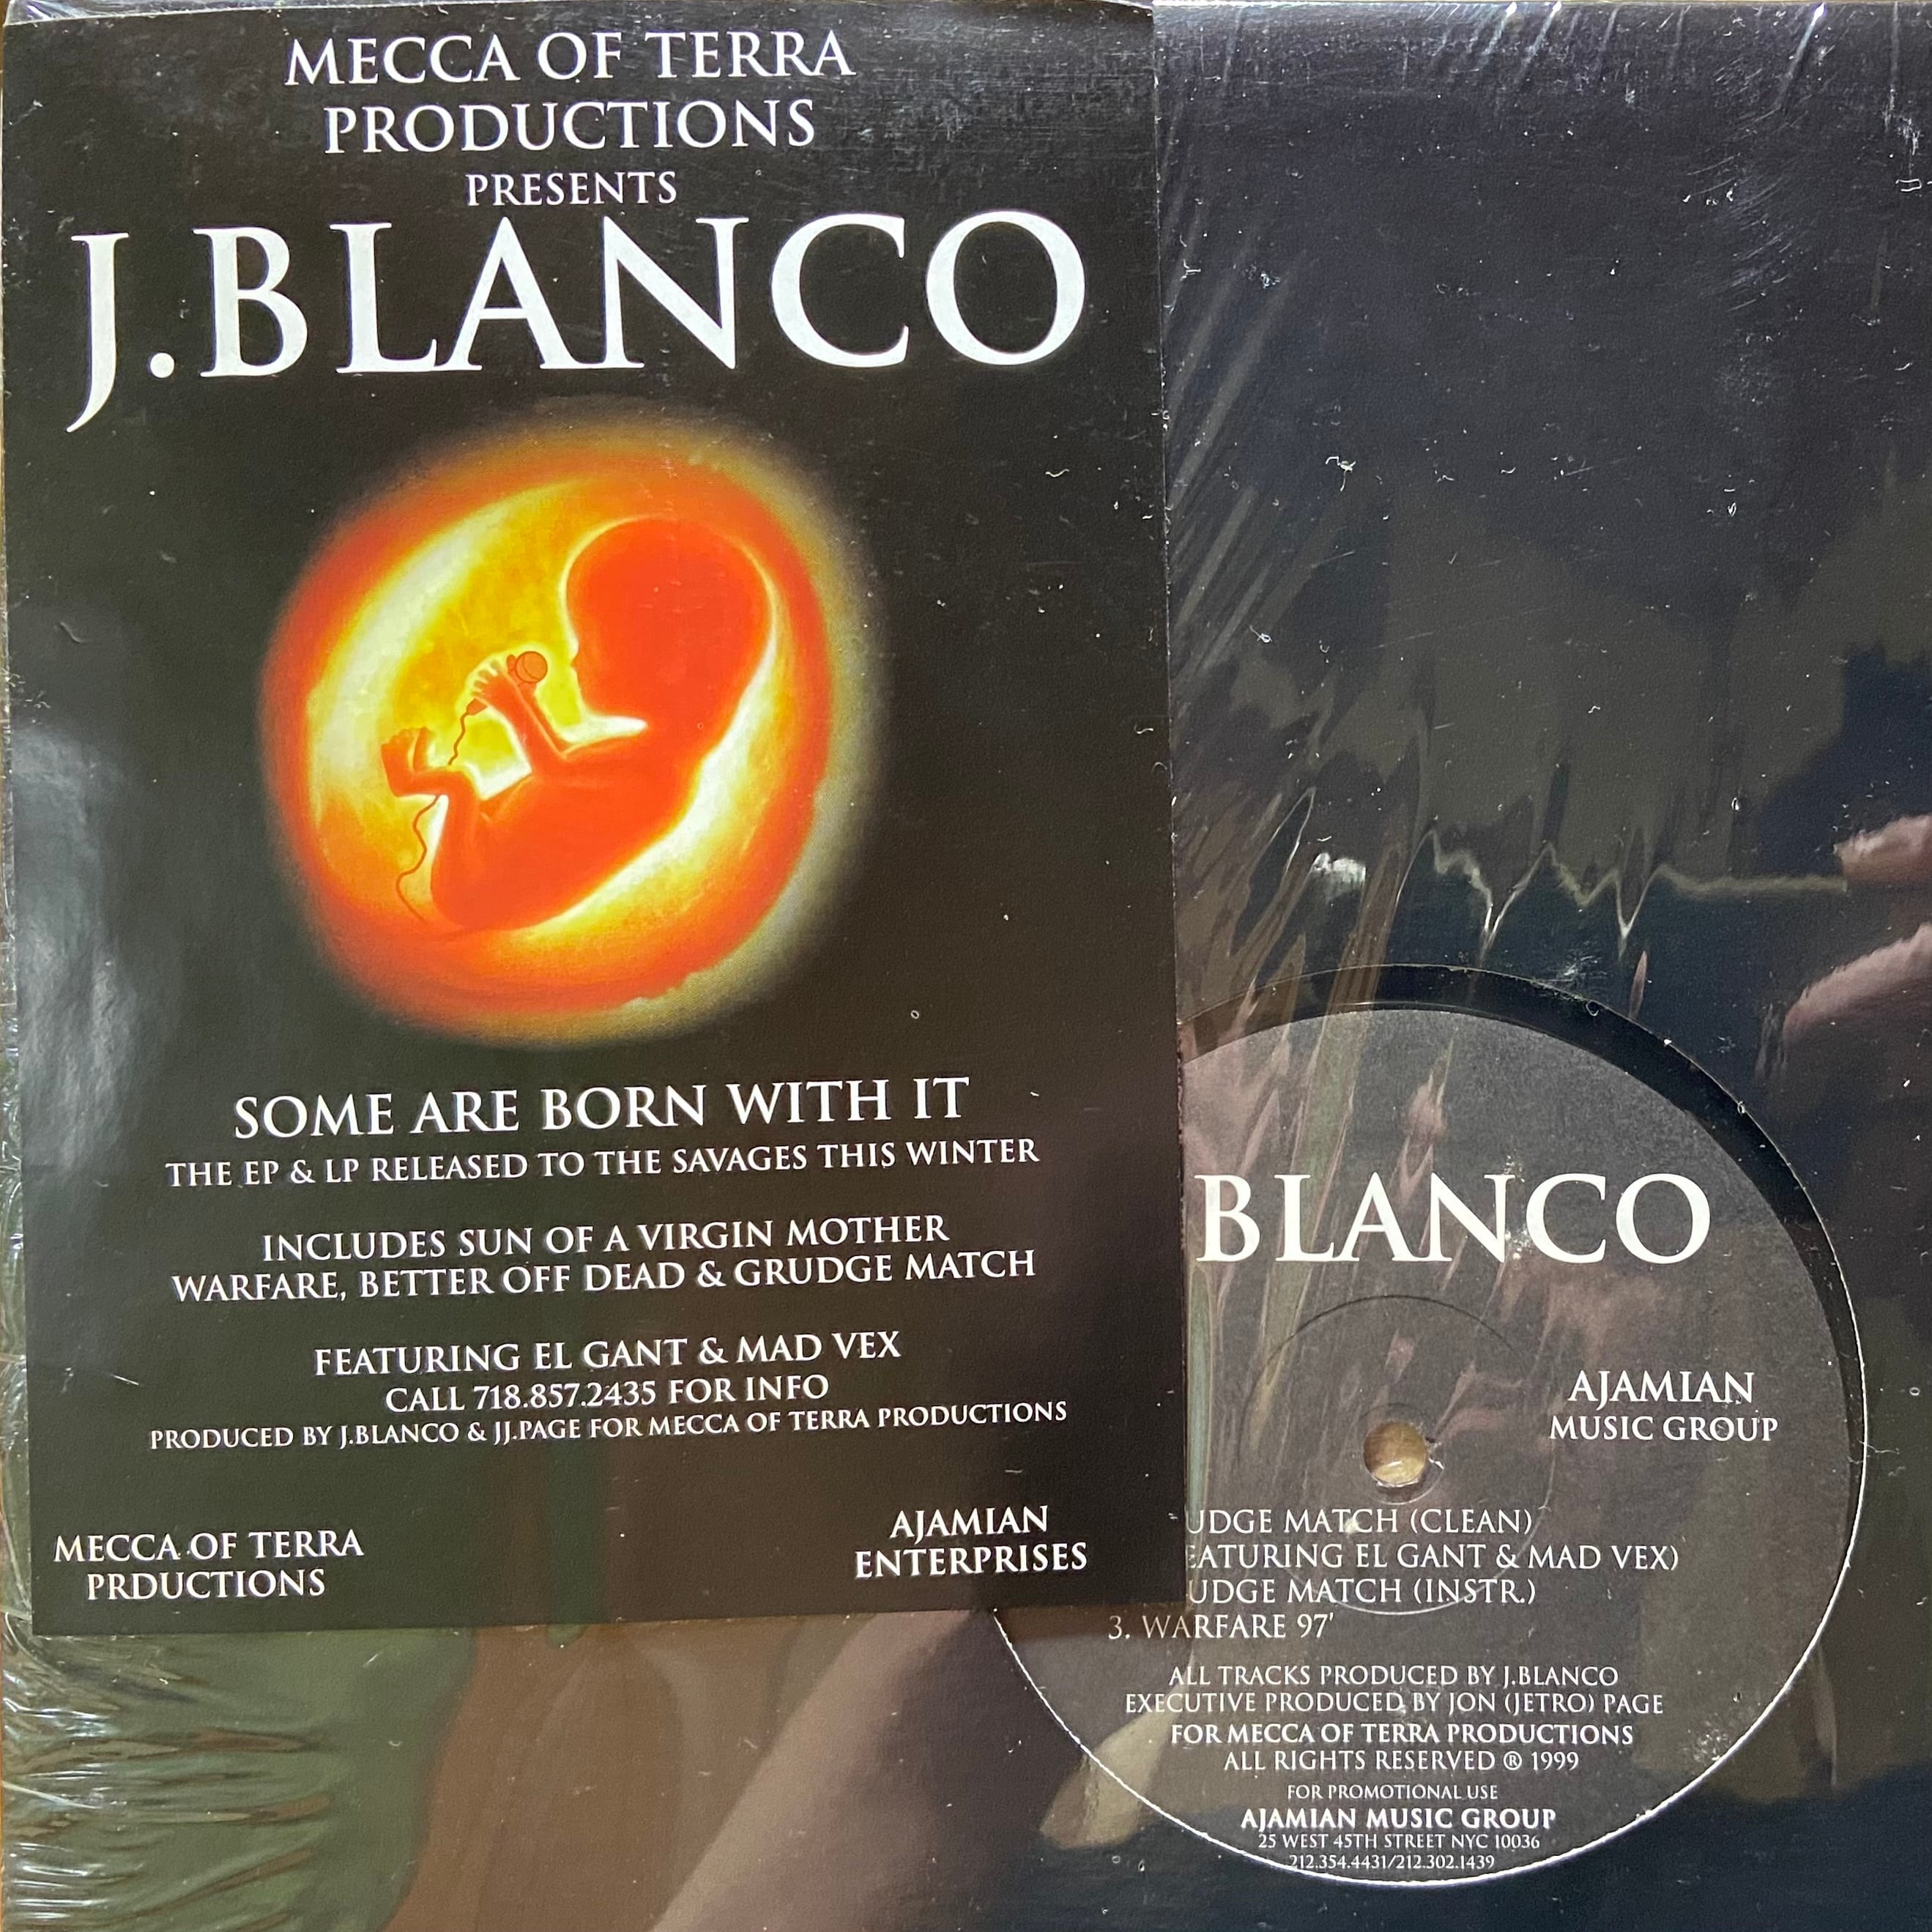 MECCA OF TERRA
PRODUCTIONS
PRESENTS
J.BLANCO
SOME ARE BORN WITH IT
THE EP & LP RELEASED TO THE SAVAGES THIS WINTER
INCLUDES SUN OF A VIRGIN MOTHER
WARFARE, BETTER OFF DEAD & GRUDGE MATCH
FEATURING EL GANT & MAD VEX
CALL 718.857.2435 FOR INFO
PRODUCED BY J.BLANCO & JJ.PAGE FOR MECCA OF TERRA PRODUCTIONS
MECCA OF TERRA
PRDUCTIONS
AJAMIAN
ENTERPRISES
BLANCO
AJAMIAN
MUSIC GROUP
UDGE MATCH (CLEAN)
EATURING EL GANT & MAD VEX)
UDGE MATCH (INSTR.)
3. WARFARE 97'
ALL TRACKS PRODUCED BY J.BLANCO
EXECUTIVE PRODUCED BY JON (JETRO) PAGE
FOR MECCA OF TERRA PRODUCTIONS
ALL RIGHTS RESERVED ® 1999
FOR PROMOTIONAL USE
AJAMIAN MUSIC GROUP
25 WEST 45TH STREET NYC 10036
212.354.4431/212.302.1439